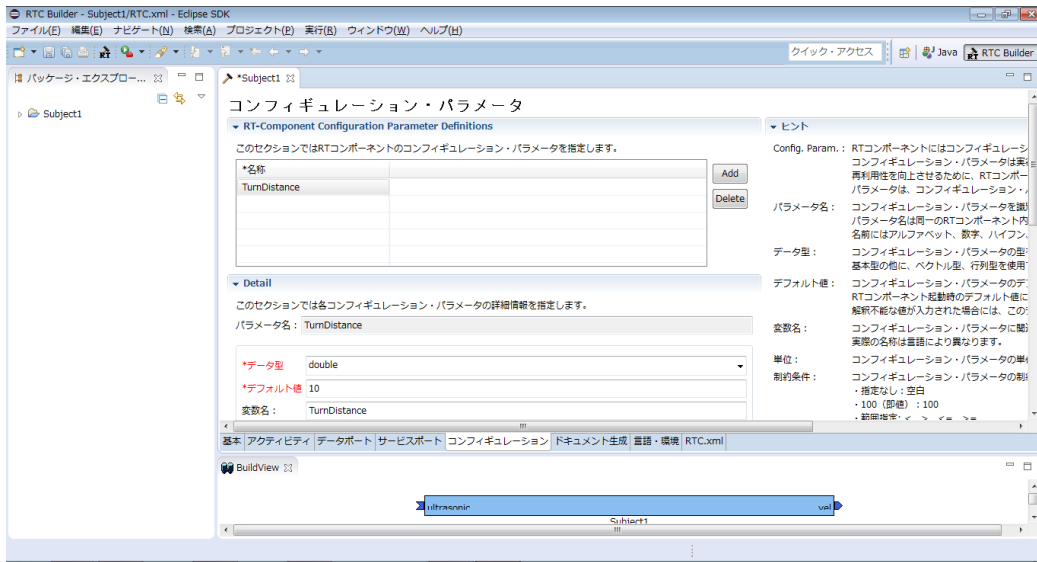 RTC Builder - Subject1/RTC.xml - Eclipse SDK
ファイル(F) 編集(E) ナビゲート(N) 検索(A) プロジェクト(P) 実行(R) ウィンドウ(W) ヘルプ(H)
クイック・アクセス
Java
RTC Builder
パッケージ・エクスプロー...
Subject1
*Subject1
コンフィギュレーション・パラメータ
RT-Component Configuration Parameter Definitions
このセクションではRTコンポーネントのコンフィギュレーション・パラメータを指定します。
*名称
TurnDistance
Add
Delete
Detail
このセクションでは各コンフィギュレーション・パラメータの詳細情報を指定します。
パラメータ名： TurnDistance
*データ型 double
*デフォルト値 10
変数名： TurnDistance
ヒント
Config. Param.： RTコンポーネントにはコンフィギュレーシ
コンフィギュレーション・パラメータは実
再利用性を向上させるために、RTコンポー
パラメータは、コンフィギュレーション・
パラメータ名： コンフィギュレーション・パラメータを識
パラメータ名は同一のRTコンポーネント内
名前にはアルファベット、数字、ハイフン、
データ型： コンフィギュレーション・パラメータの型
基本型の他に、ベクトル型、行列型を使用
デフォルト値： コンフィギュレーション・パラメータのデ
RTコンポーネント起動時のデフォルト値に
解釈不能な値が入力された場合には、この
変数名： コンフィギュレーション・パラメータに関
実際の名称は言語により異なります。
単位： コンフィギュレーション・パラメータの単
制約条件： コンフィギュレーション・パラメータの制
・指定なし：空白
・100（即値）：100
・範囲指定: <, >, <=, >=
基本 アクティビティ データポート サービスポート コンフィギュレーション ドキュメント生成 言語・環境 RTC.xml
BuildView
ultrasonic
vel
Subject1